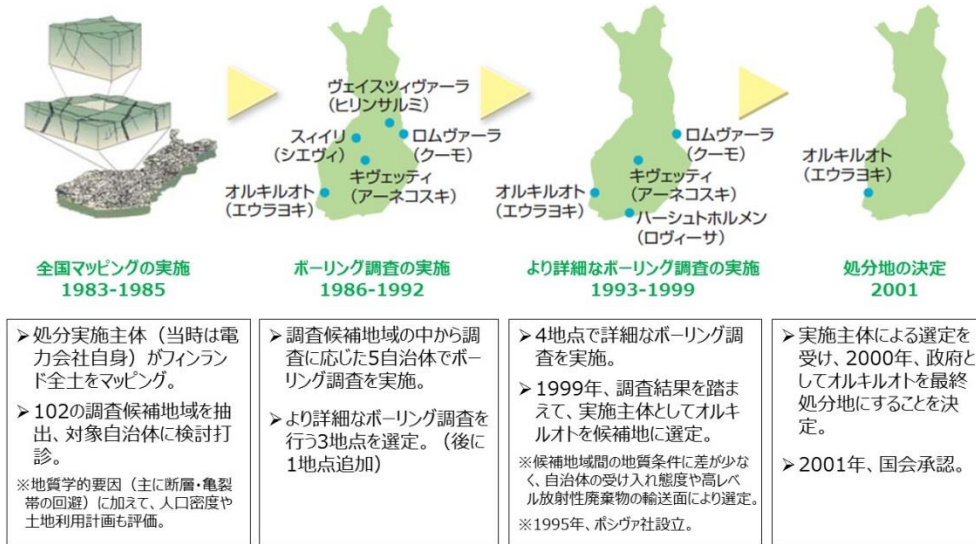 ヴェイスツィヴァーラ
（ヒリンサルミ）
スィイリ
（シエヴィ）
ロムヴァーラ
（クーモ）
キヴェッティ
（アーネコスキ）
オルキルオト
（エウラヨキ）
ロムヴァーラ
（クーモ）
キヴェッティ
（アーネコスキ）
オルキルオト
（エウラヨキ）
ハーシュトホルメン
（ロヴィーサ）
オルキルオト
（エウラヨキ）
全国マッピングの実施
1983-1985
ボーリング調査の実施
1986-1992
より詳細なボーリング調査の実施
1993-1999
処分地の決定
2001
➢処分実施主体（当時は電
力会社自身）がフィンラン
ド全土をマッピング。
➢102の調査候補地域を抽
出、対象自治体に検討打
診。
※地質学的要因（主に断層・亀裂
帯の回避）に加えて、人口密度や
土地利用計画も評価。
➢調査候補地域の中から調
査に応じた5自治体でボー
リング調査を実施。
➢より詳細なボーリング調査を
行う3地点を選定。（後に
1地点追加）
➢4地点で詳細なボーリング調
査を実施。
➢1999年、調査結果を踏ま
えて、実施主体としてオルキ
ルオトを候補地に選定。
※候補地域間の地質条件に差が少な
く、自治体の受け入れ態度や高レベ
ル放射性廃棄物の輸送面により選定。
※1995年、ポシヴァ社設立。
➢実施主体による選定を
受け、2000年、政府と
してオルキルオトを最終
処分地にすることを決
定。
➢2001年、国会承認。